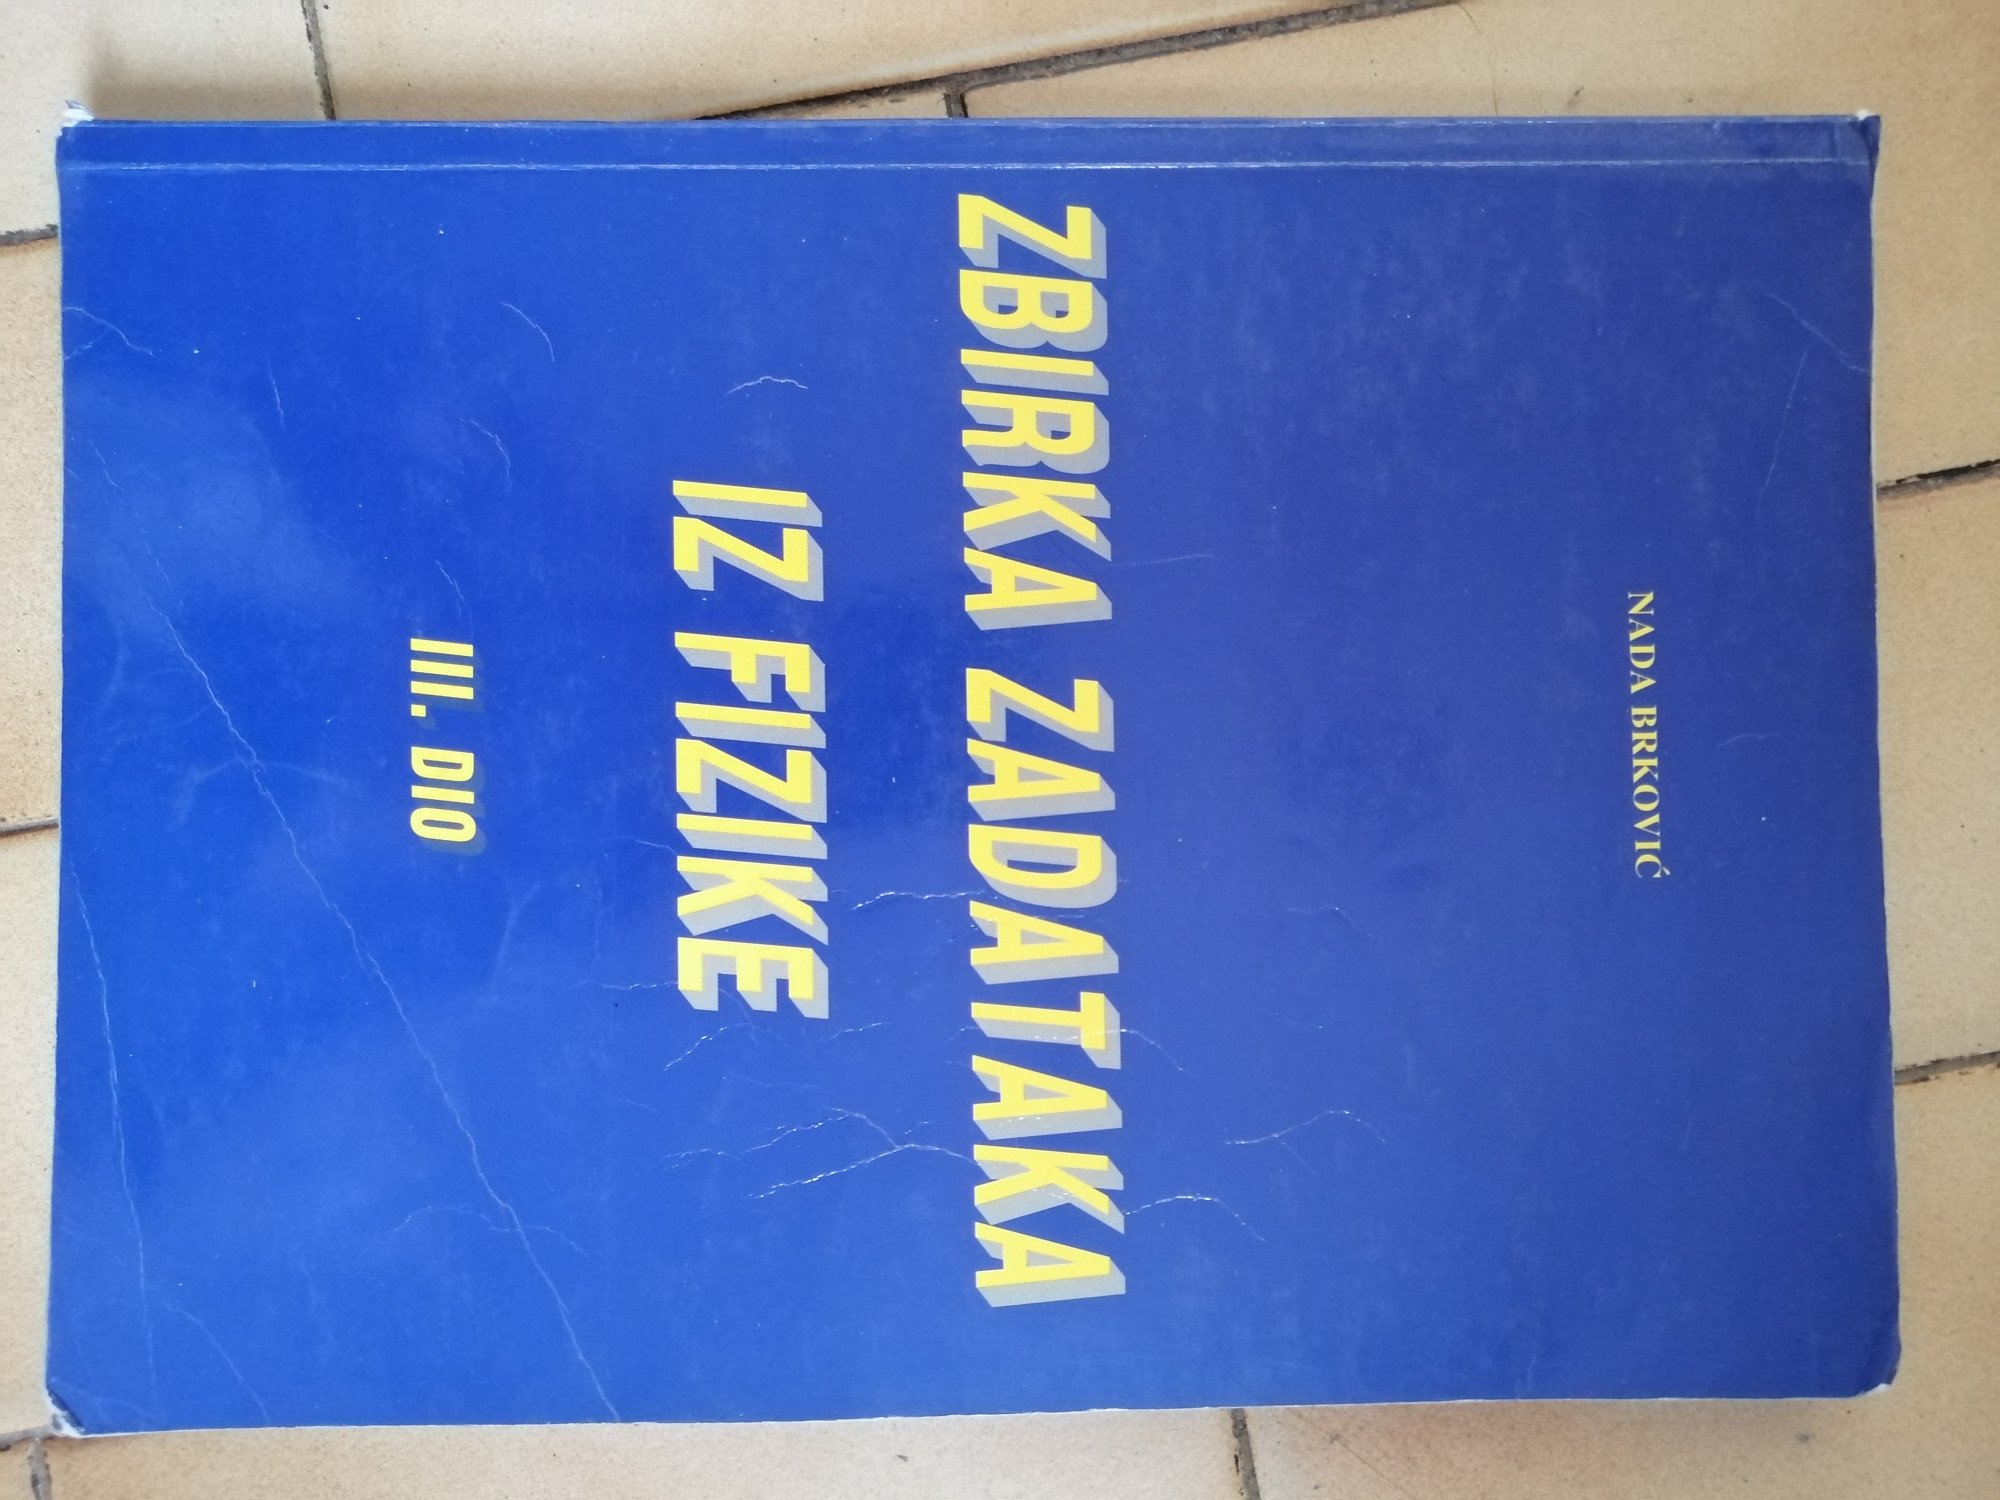 NADA BRKOVIĆ
ZBIRKA ZADATAKA
IZ FIZIKE
III. DIO